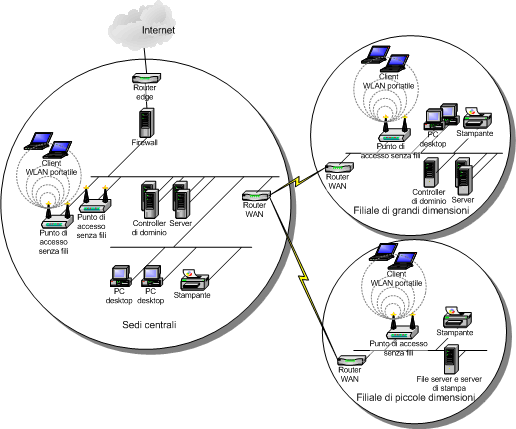 Internet
Router
edge
Firewall
Client
WLAN portatile
Punto di
accesso
senza fili
Punto di
accesso
senza fili
Controller
di dominio
Server
Router
WAN
PC
desktop
PC
desktop
Stampante
Sedi centrali
Client
WLAN portatile
Punto di
accesso senza fili
PC
desktop
Stampante
Router
WAN
Controller
di dominio
Server
Filiale di grandi dimensioni
Client
WLAN portatile
Punto di accesso
senza fili
Stampante
Router
WAN
File server e server
di stampa
Filiale di piccole dimensioni